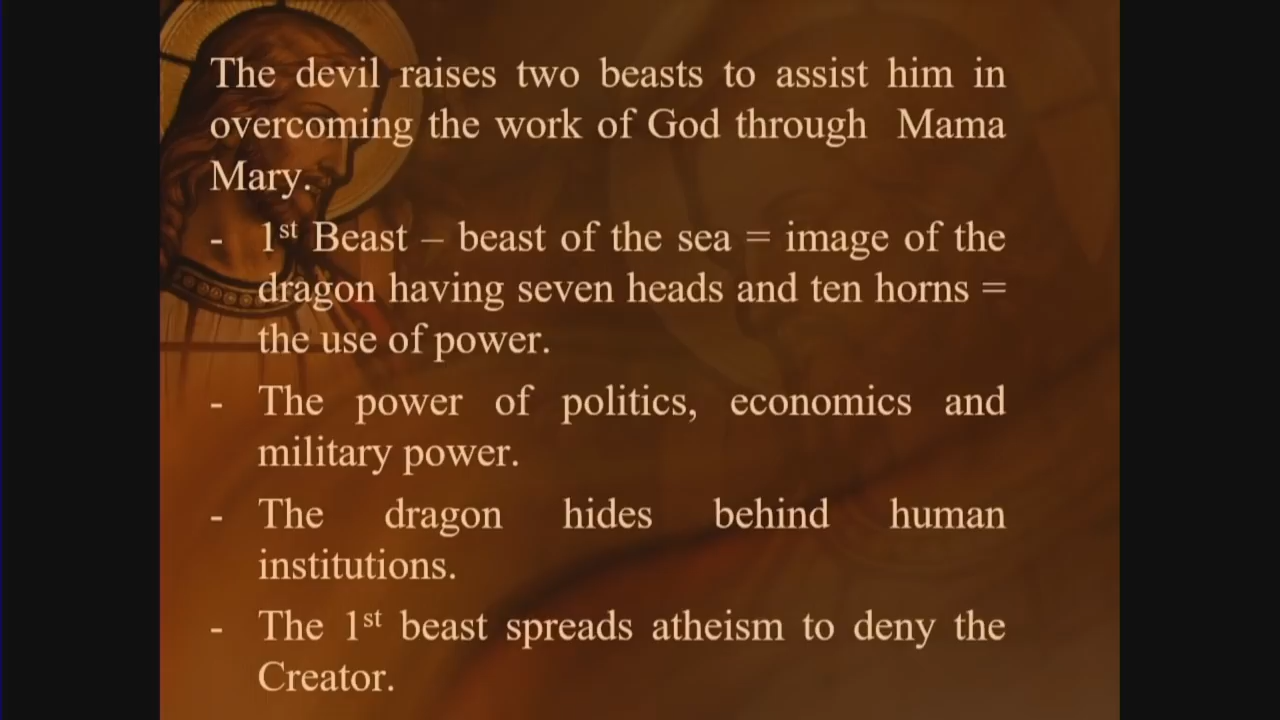 The devil raises two beasts to assist him in
overcoming the work of God through Mama
Mary.
- 1st Beast – beast of the sea = image of the
dragon having seven heads and ten horns =
the use of power.
- The power of politics, economics and
military power.
- The dragon hides behind human
institutions.
- The 1st beast spreads atheism to deny the
Creator.